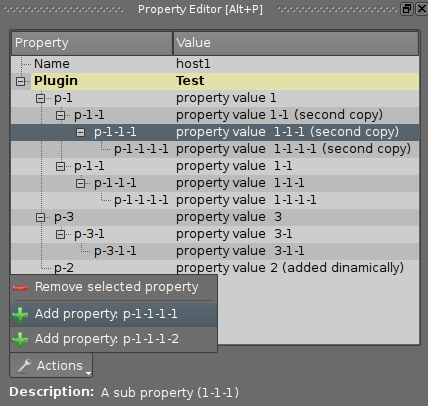 Property Editor [Alt+P]
Property Value
Name host1
Plugin Test
p-1 property value 1
p-1-1 property value 1-1 (second copy)
p-1-1-1 property value 1-1-1 (second copy)
p-1-1-1-1 property value 1-1-1-1 (second copy)
p-1-1 property value 1-1
p-1-1-1 property value 1-1-1
p-1-1-1-1 property value 1-1-1-1
p-3 property value 3
p-3-1 property value 3-1
p-3-1-1 property value 3-1-1
p-2 property value 2 (added dinamically)
Remove selected property
Add property: p-1-1-1-1
Add property: p-1-1-1-2
Actions
Description: A sub property (1-1-1)